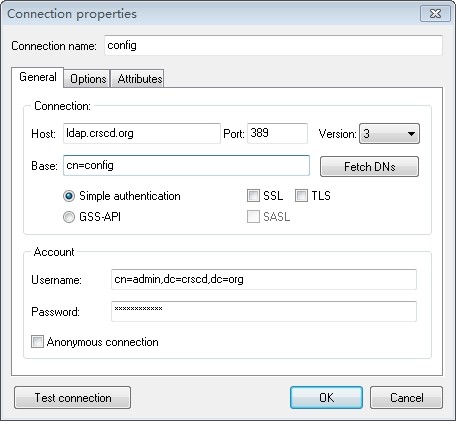 Connection properties
Connection name: config
General Options Attributes
Connection:
Host: ldap.crscd.org Port: 389 Version: 3
Base: cn=config Fetch DNs
Simple authentication SSL TLS
GSS-API SASL
Account
Username: cn=admin,dc=crscd,dc=org
Password: xxxxxxxxxxxx
Anonymous connection
Test connection OK Cancel